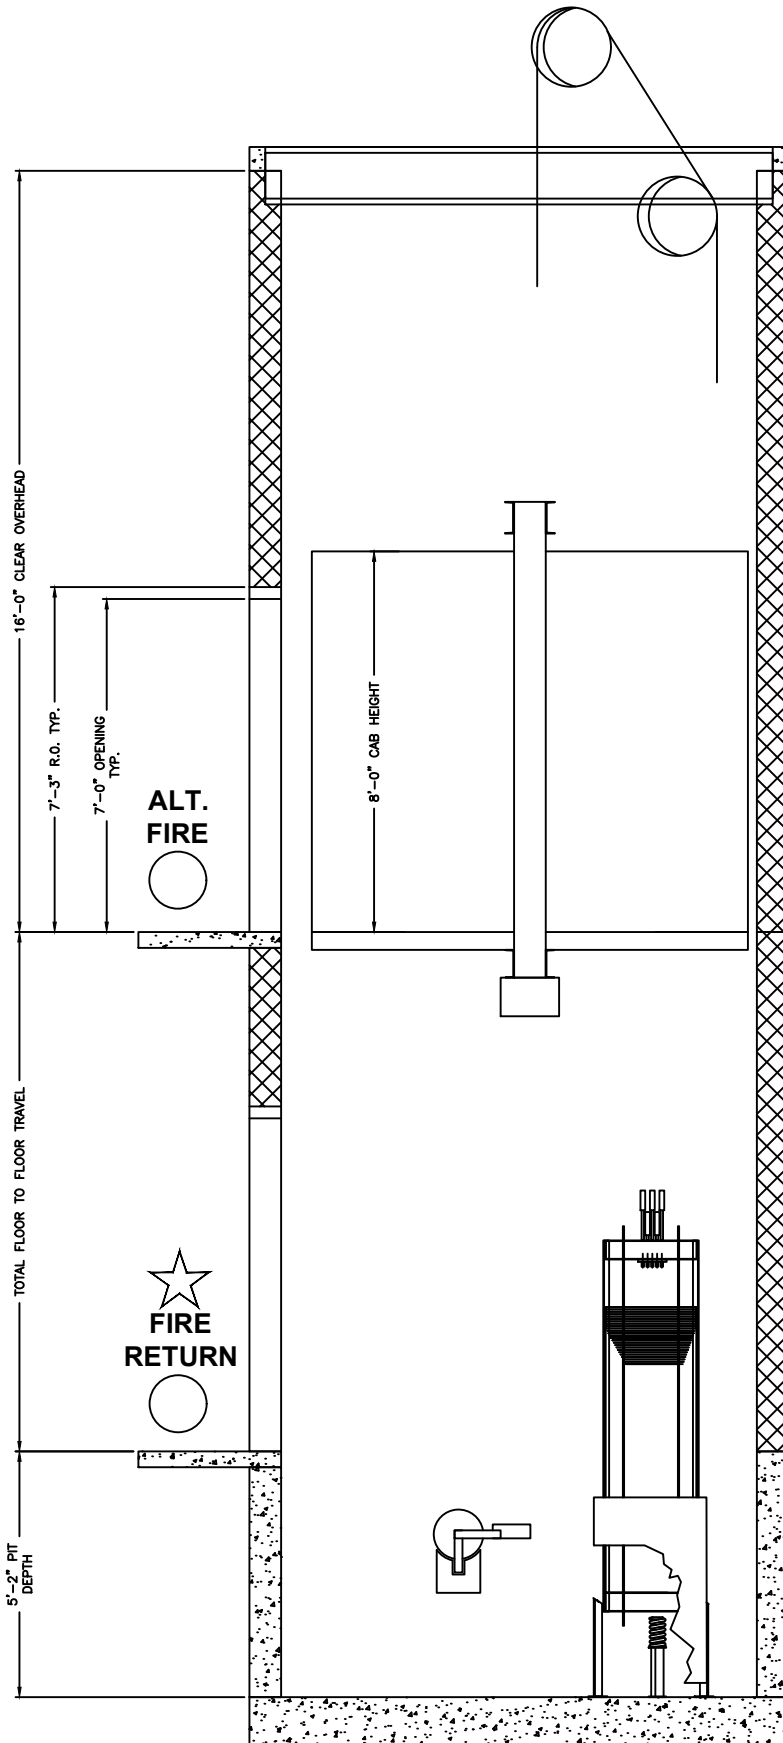 16'-0" CLEAR OVERHEAD
7'-3" R.O. TYP.
7'-0" OPENING
TYP.
8'-0" CAB HEIGHT
ALT.
FIRE
TOTAL FLOOR TO FLOOR TRAVEL
FIRE
RETURN
5'-2" PIT
DEPTH